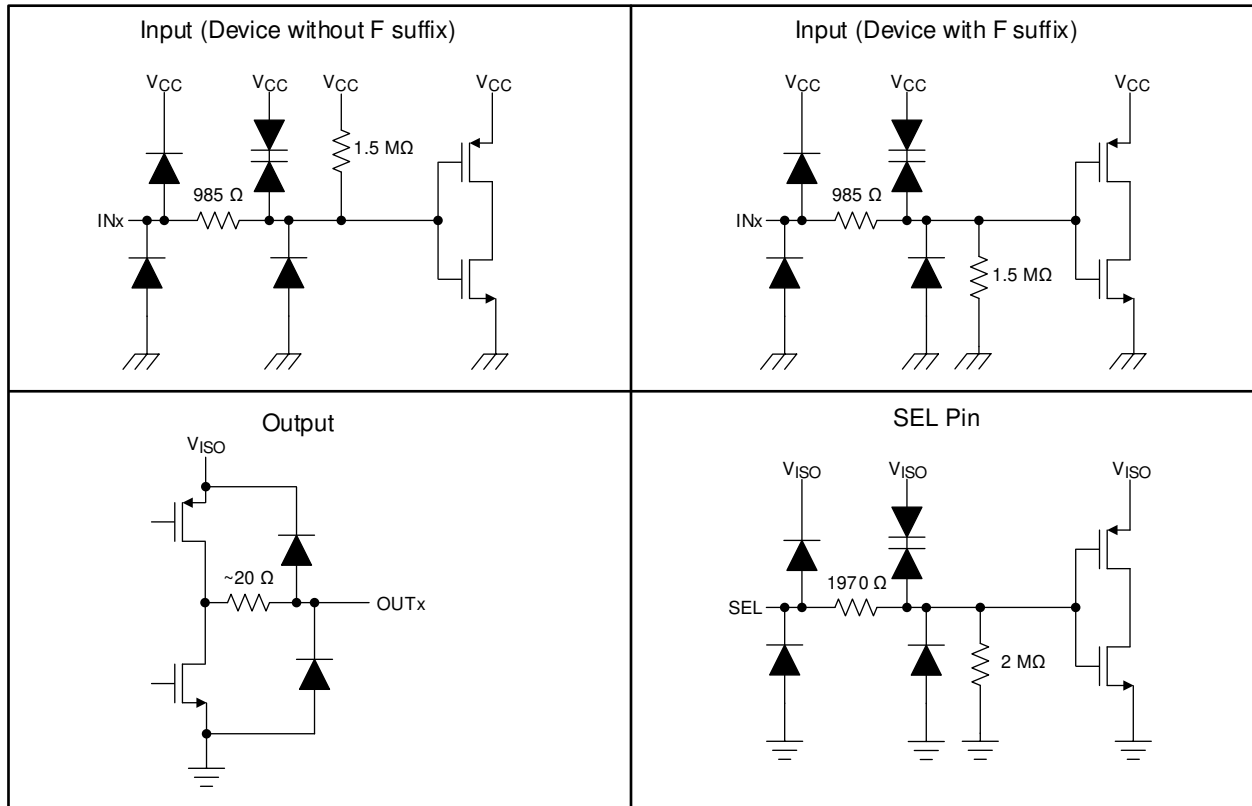 Input (Device without F suffix)
VCC
VCC
VCC
VCC
1.5 MΩ
985 Ω
INx
Input (Device with F suffix)
VCC
VCC
VCC
985 Ω
INx
1.5 MΩ
Output
VISO
~20 Ω
OUTx
SEL Pin
VISO
VISO
VISO
1970 Ω
SEL
2 MΩ